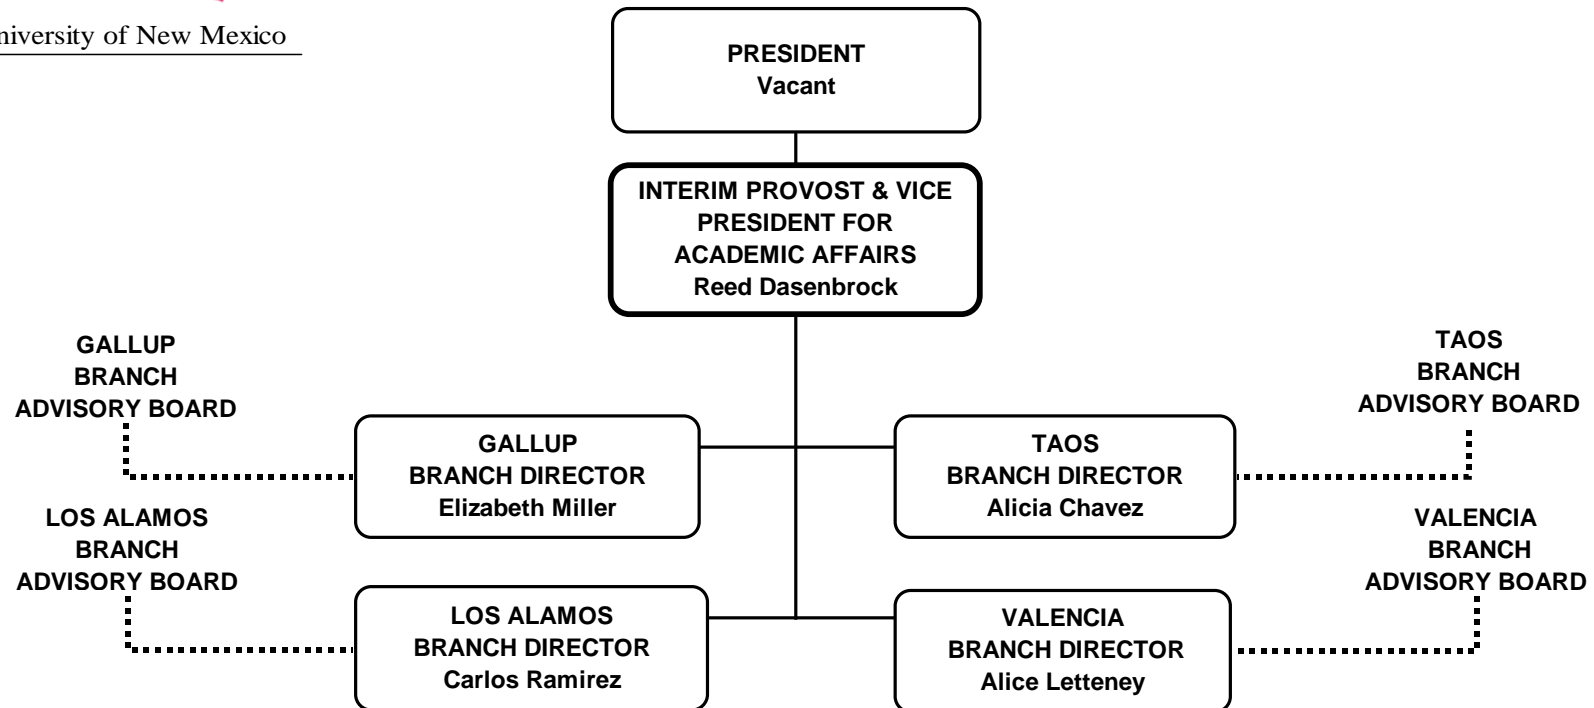 niversity of New Mexico
PRESIDENT
Vacant
INTERIM PROVOST & VICE
PRESIDENT FOR
ACADEMIC AFFAIRS
Reed Dasenbrock
GALLUP
BRANCH
ADVISORY BOARD
TAOS
BRANCH
ADVISORY BOARD
GALLUP
BRANCH DIRECTOR
Elizabeth Miller
TAOS
BRANCH DIRECTOR
Alicia Chavez
LOS ALAMOS
BRANCH
ADVISORY BOARD
VALENCIA
BRANCH
ADVISORY BOARD
LOS ALAMOS
BRANCH DIRECTOR
Carlos Ramirez
VALENCIA
BRANCH DIRECTOR
Alice Letteney